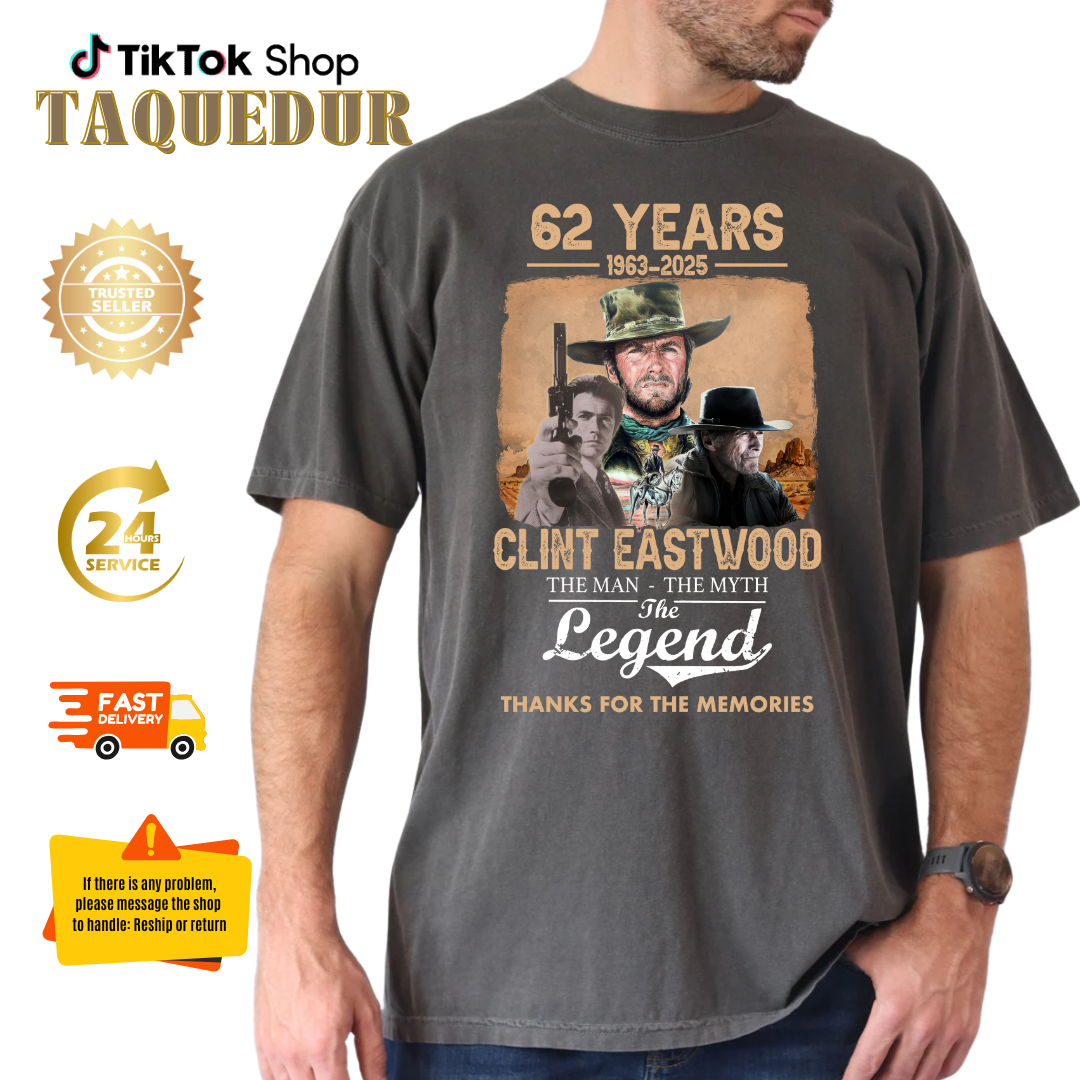 TikTok Shop
TAQUEDUR
TRUSTED
SELLER
24
HOURS
SERVICE
FAST
DELIVERY
If there is any problem,
please message the shop
to handle: Reship or return
62 YEARS
1963-2025
CLINT EASTWOOD
THE MAN - THE MYTH
The
Legend
THANKS FOR THE MEMORIES